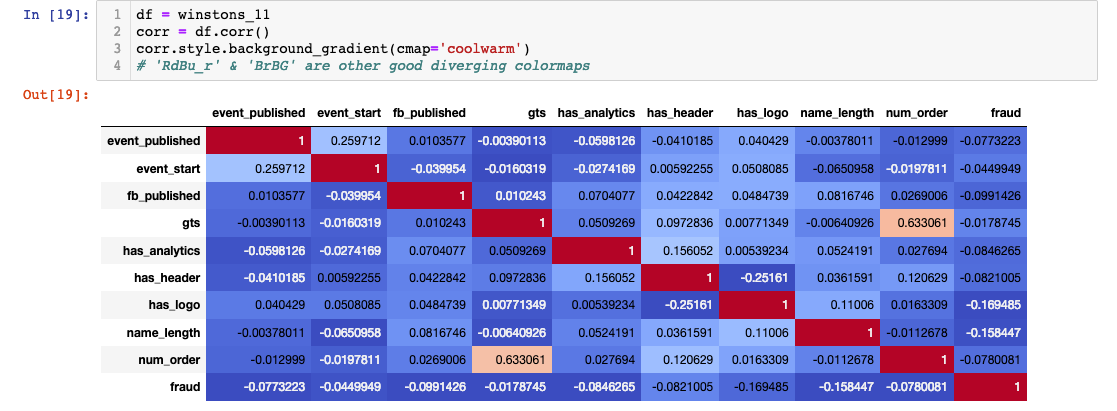 In [19]: 1 df = winstons_11
2 corr = df.corr()
3 corr.style.background_gradient(cmap='coolwarm')
4 # 'RdBu_r' & 'BrBG' are other good diverging colormaps
Out[19]:
event_published event_start fb_published gts has_analytics has_header has_logo name_length num_order fraud
event_published 1 0.259712 0.0103577 -0.00390113 -0.0598126 -0.0410185 0.040429 -0.00378011 -0.012999 -0.0773223
event_start 0.259712 1 -0.039954 -0.0160319 -0.0274169 0.00592255 0.0508085 -0.0650958 -0.0197811 -0.0449949
fb_published 0.0103577 -0.039954 1 0.010243 0.0704077 0.0422842 0.0484739 0.0816746 0.0269006 -0.0991426
gts -0.00390113 -0.0160319 0.010243 1 0.0509269 0.0972836 0.00771349 -0.00640926 0.633061 -0.0178745
has_analytics -0.0598126 -0.0274169 0.0704077 0.0509269 1 0.156052 0.00539234 0.0524191 0.027694 -0.0846265
has_header -0.0410185 0.00592255 0.0422842 0.0972836 0.156052 1 -0.25161 0.0361591 0.120629 -0.0821005
has_logo 0.040429 0.0508085 0.0484739 0.00771349 0.00539234 -0.25161 1 0.11006 0.0163309 -0.169485
name_length -0.00378011 -0.0650958 0.0816746 -0.00640926 0.0524191 0.0361591 0.11006 1 -0.0112678 -0.158447
num_order -0.012999 -0.0197811 0.0269006 0.633061 0.027694 0.120629 0.0163309 -0.0112678 1 -0.0780081
fraud -0.0773223 -0.0449949 -0.0991426 -0.0178745 -0.0846265 -0.0821005 -0.169485 -0.158447 -0.0780081 1